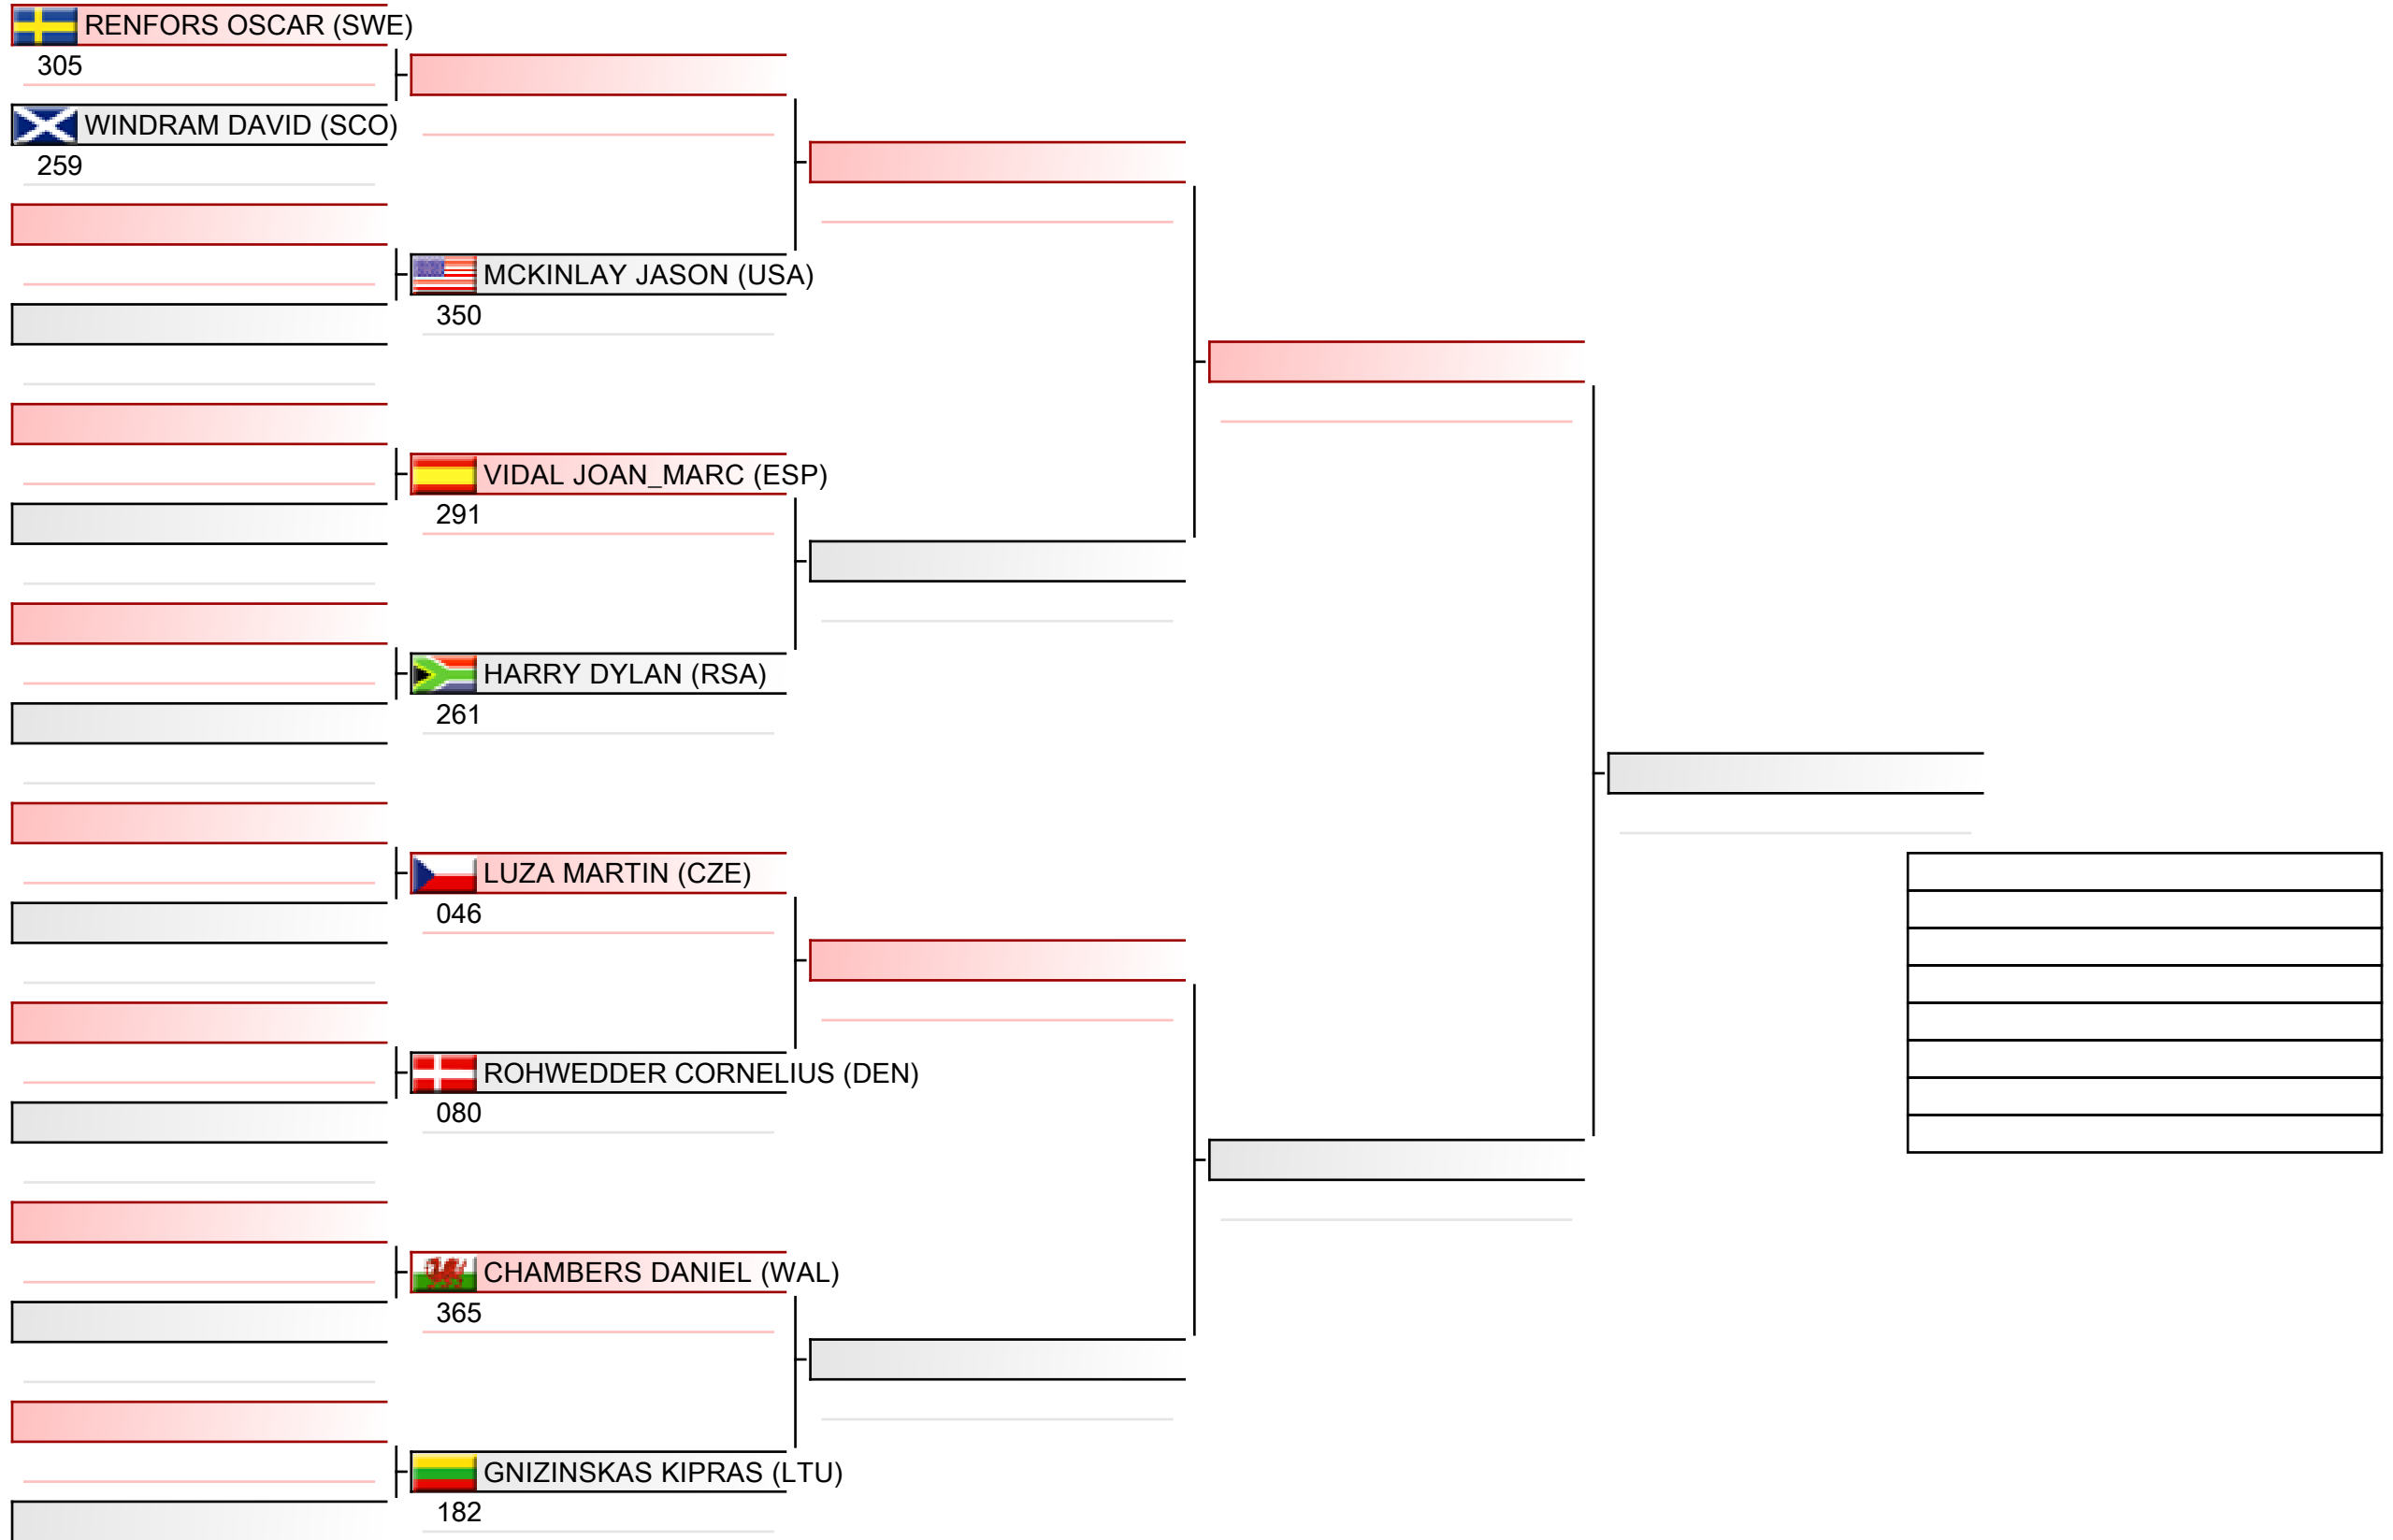 RENFORS OSCAR (SWE)
305
WINDRAM DAVID (SCO)
259
MCKINLAY JASON (USA)
350
VIDAL JOAN_MARC (ESP)
291
HARRY DYLAN (RSA)
261
LUZA MARTIN (CZE)
046
ROHWEDDER CORNELIUS (DEN)
080
CHAMBERS DANIEL (WAL)
365
GNIZINSKAS KIPRAS (LTU)
182